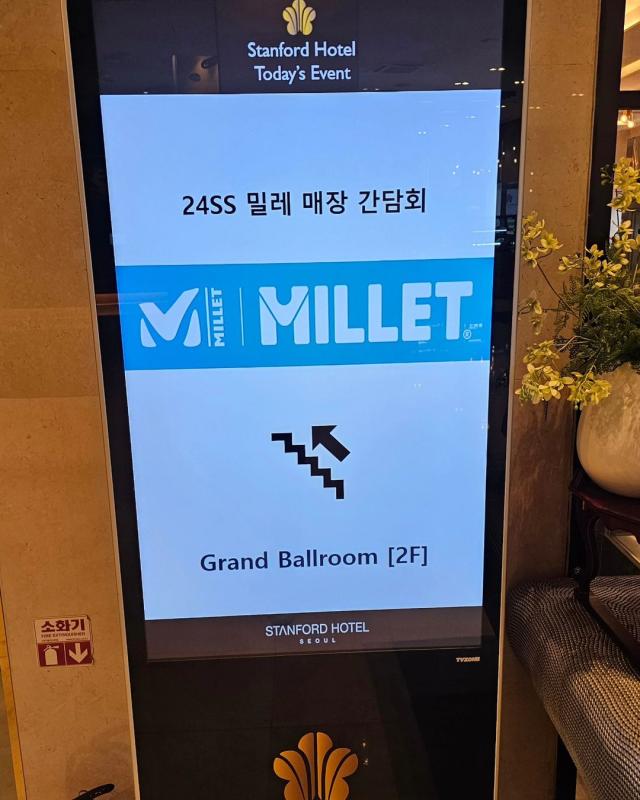 Stanford Hotel
Today's Event
24SS 밀레 매장 간담회
MILLET
MILLET
Grand Ballroom [2F]
STANFORD HOTEL
SEOUL
TVZONE
소화기
FIRE EXTINGUISHER